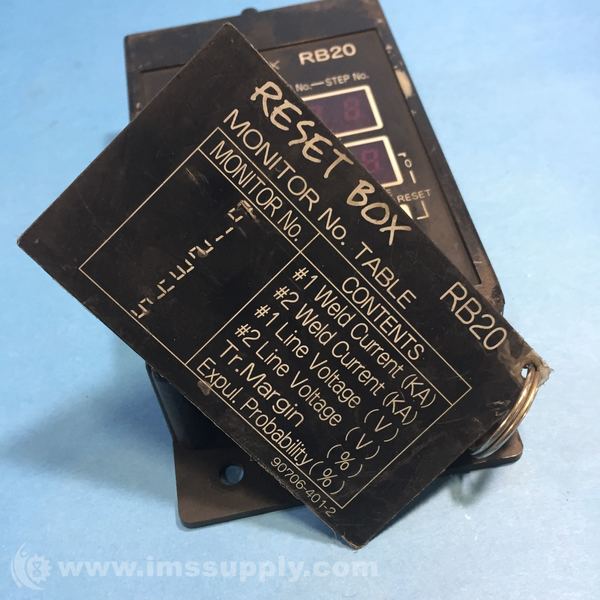 RB20
No.—STEP No.
ro
RESET
RESET BOX
RB20
MONITOR No. TABLE
MONITOR No.
CONTENTS
#1 Weld Current (KA)
#2 Weld Current (KA)
#1 Line Voltage (V)
#2 Line Voltage (V)
Tr. Margin (%)
Expul. Probability (%)
90706-401-2
www.imssupply.com